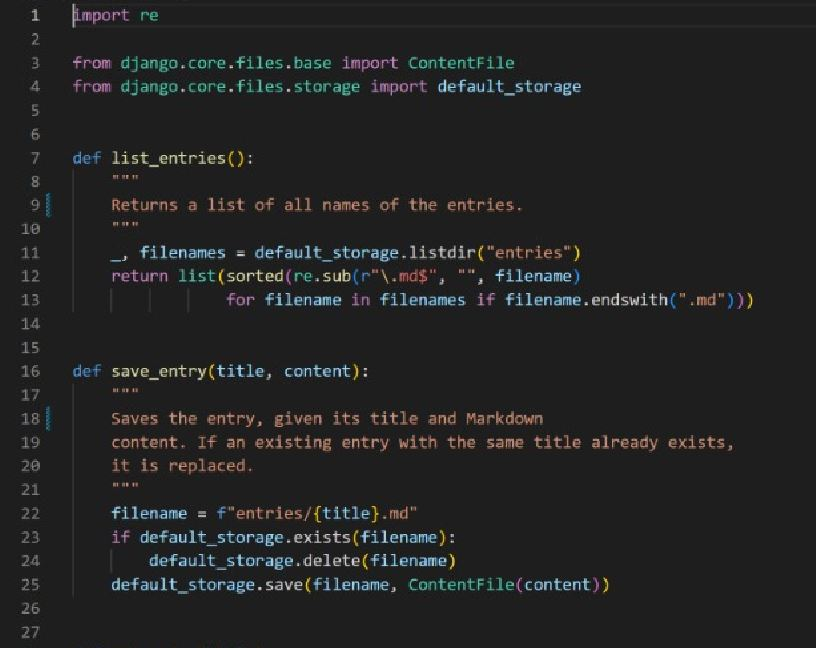 1 import re
2
3 from django.core.files.base import ContentFile
4 from django.core.files.storage import default_storage
5
6
7 def list_entries():
8 """
9 Returns a list of all names of the entries.
10 """
11 _, filenames = default_storage.listdir("entries")
12 return list(sorted(re.sub(r"\.md$", "", filename)
13 for filename in filenames if filename.endswith(".md")))
14
15
16 def save_entry(title, content):
17 """
18 Saves the entry, given its title and Markdown
19 content. If an existing entry with the same title already exists,
20 it is replaced.
21 """
22 filename = f"entries/{title}.md"
23 if default_storage.exists(filename):
24 default_storage.delete(filename)
25 default_storage.save(filename, ContentFile(content))
26
27